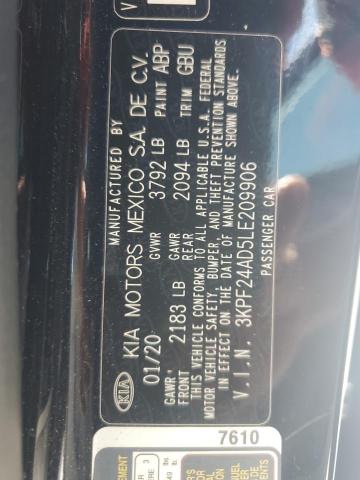 MANUFACTURED BY
KIA KIA MOTORS MEXICO S.A. DE C.V.
01/20 GVWR 3792 LB PAINT ABP
GAWR FRONT 2183 LB GAWR REAR 2094 LB TRIM GBU
THIS VEHICLE CONFORMS TO ALL APPLICABLE U.S.A. FEDERAL
MOTOR VEHICLE SAFETY, BUMPER, AND THEFT PREVENTION STANDARDS
IN EFFECT ON THE DATE OF MANUFACTURE SHOWN ABOVE.
V.I.N. 3KPF24AD5LE209906
PASSENGER CAR
7610